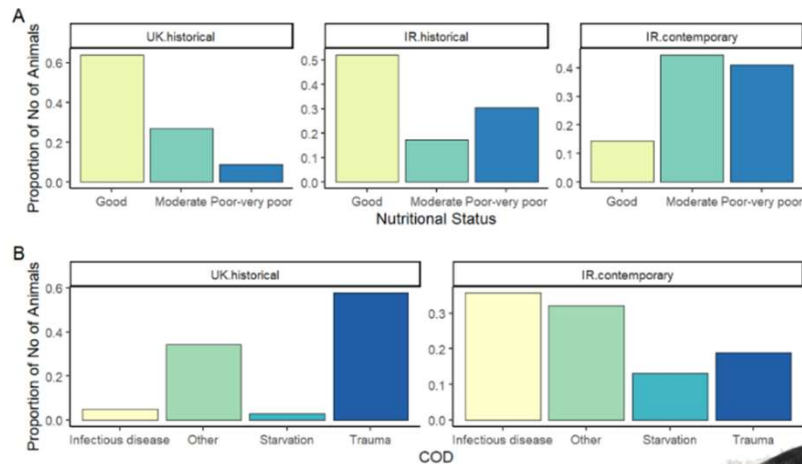 A
UK.historical
IR.historical
IR.contemporary
Proportion of No of Animals
0.6
0.4
0.2
0.0
0.5
0.4
0.3
0.2
0.1
0.0
0.4
0.3
0.2
0.1
0.0
Good Moderate Poor-very poor
Good Moderate Poor-very poor
Good Moderate Poor-very poor
Nutritional Status
B
UK.historical
IR.contemporary
Proportion of No of Animals
0.6
0.4
0.2
0.0
0.3
0.2
0.1
0.0
Infectious disease Other Starvation Trauma
Infectious disease Other Starvation Trauma
COD